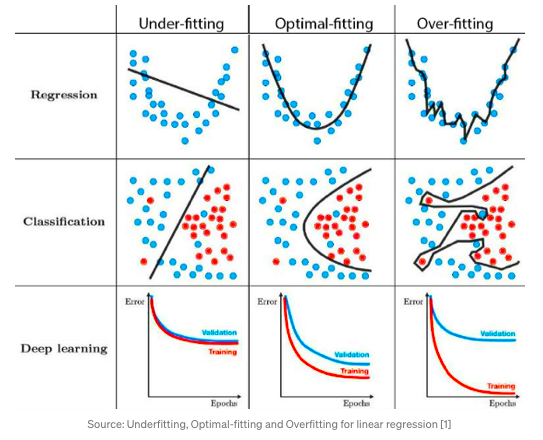 Under-fitting
Optimal-fitting
Over-fitting
Regression
Classification
Deep learning
Error
Validation
Training
Epochs
Error
Validation
Training
Epochs
Error
Validation
Training
Epochs
Source: Underfitting, Optimal-fitting and Overfitting for linear regression [1]